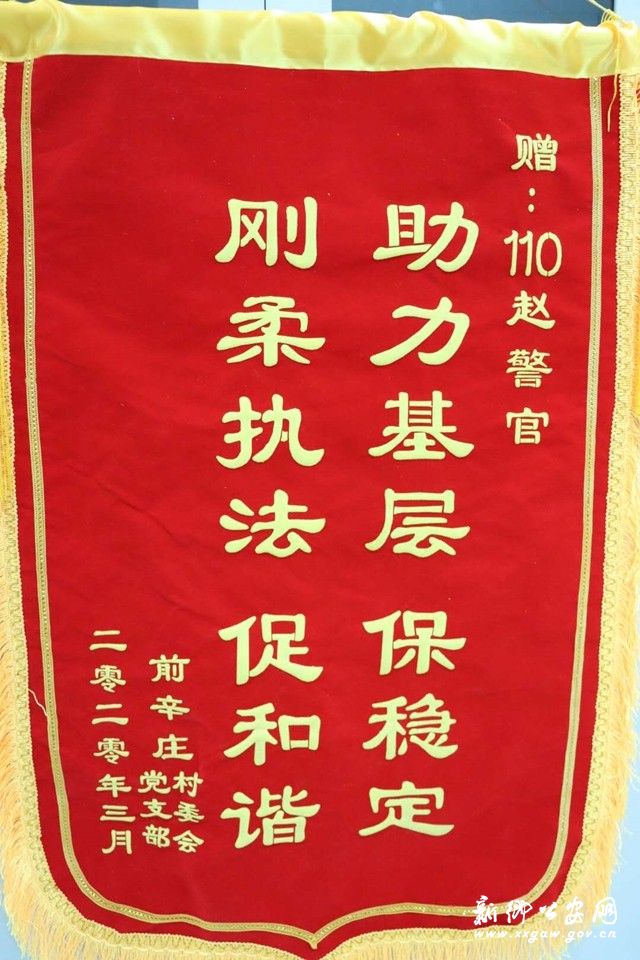 赠：110赵警官
助力基层 保稳定
刚柔执法 促和谐
前辛庄村委会
党支部
二零二零年三月
新乡公安网
www.xxgaw.gov.cn